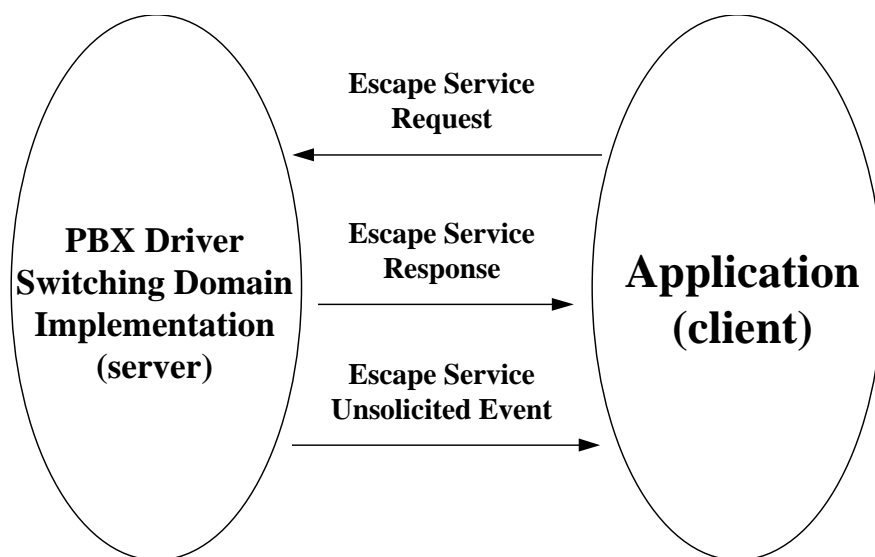 Escape Service
Request
PBX Driver
Switching Domain
Implementation
(server)
Escape Service
Response
Application
(client)
Escape Service
Unsolicited Event